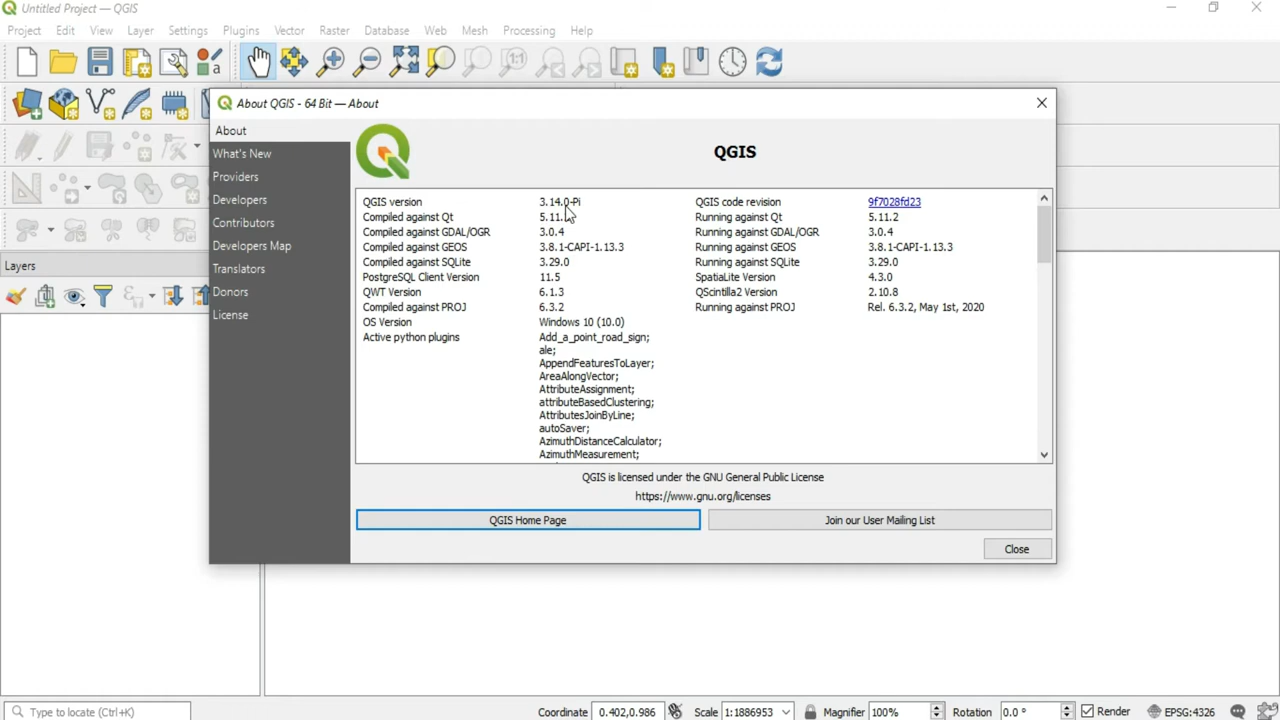 Untitled Project — QGIS
Project Edit View Layer Settings Plugins Vector Raster Database Web Mesh Processing Help
About QGIS - 64 Bit — About
About
What's New
Providers
Developers
Contributors
Developers Map
Translators
Donors
License
QGIS
QGIS version 3.14.0-Pi QGIS code revision 9f7028fd23
Compiled against Qt 5.11. Running against Qt 5.11.2
Compiled against GDAL/OGR 3.0.4 Running against GDAL/OGR 3.0.4
Compiled against GEOS 3.8.1-CAPI-1.13.3 Running against GEOS 3.8.1-CAPI-1.13.3
Compiled against SQLite 3.29.0 Running against SQLite 3.29.0
PostgreSQL Client Version 11.5 SpatiaLite Version 4.3.0
QWT Version 6.1.3 QScintilla2 Version 2.10.8
Compiled against PROJ 6.3.2 Running against PROJ Rel. 6.3.2, May 1st, 2020
OS Version Windows 10 (10.0)
Active python plugins Add_a_point_road_sign;
ale;
AppendFeaturesToLayer;
AreaAlongVector;
AttributeAssignment;
attributeBasedClustering;
AttributesJoinByLine;
autoSaver;
AzimuthDistanceCalculator;
AzimuthMeasurement;
QGIS is licensed under the GNU General Public License
https://www.gnu.org/licenses
QGIS Home Page Join our User Mailing List
Close
Layers
Type to locate (Ctrl+K) Coordinate 0.402,0.986 Scale 1:1886953 Magnifier 100% Rotation 0.0 ° Render EPSG:4326